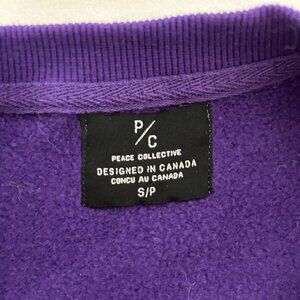 P/C
PEACE COLLECTIVE
DESIGNED IN CANADA
CONCU AU CANADA
S/P